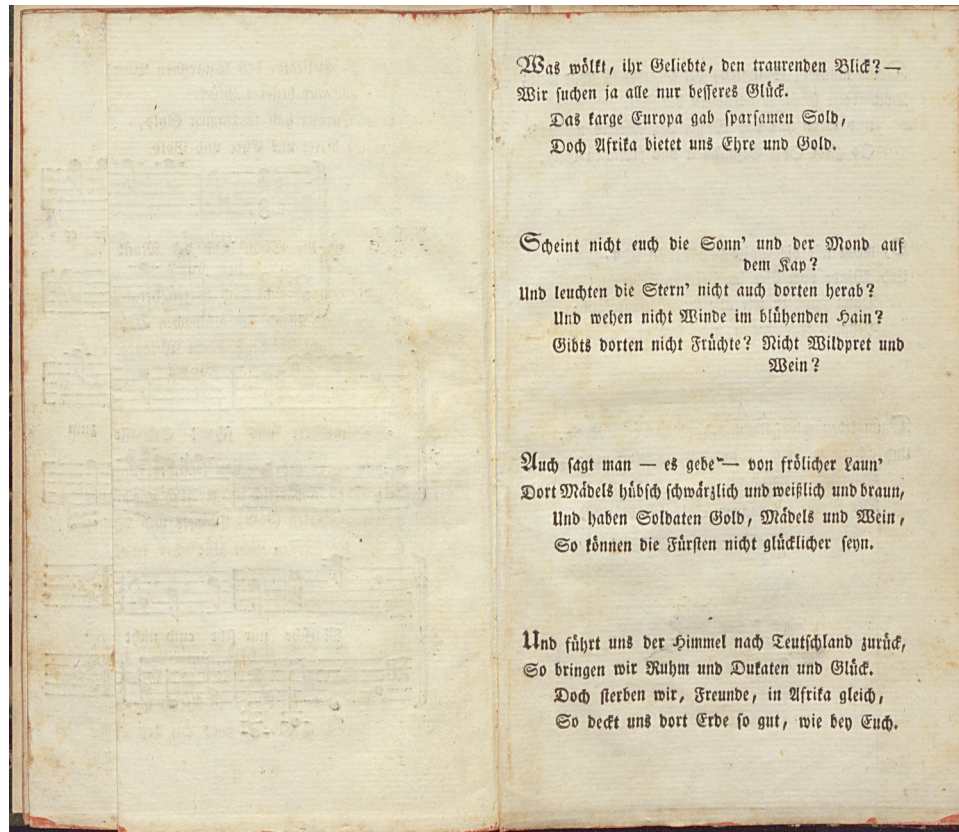 Was wölkt, ihr Geliebte, den traurenden Blick? —
Wir suchen ja alle nur besseres Glück.
Das karge Europa gab sparsamen Sold,
Doch Afrika bietet uns Ehre und Gold.
Scheint nicht euch die Sonn' und der Mond auf
dem Kap?
Und leuchten die Stern' nicht auch dorten herab?
Und wehen nicht Winde im blühenden Hain?
Gibts dorten nicht Früchte? Nicht Wildpret und
Wein?
Auch sagt man — es gebe — von frölicher Laun'
Dort Mädels hübsch schwärzlich und weißlich und braun,
Und haben Soldaten Gold, Mädels und Wein,
So können die Fürsten nicht glücklicher seyn.
Und führt uns der Himmel nach Teutschland zurück,
So bringen wir Ruhm und Dukaten und Glück.
Doch sterben wir, Freunde, in Afrika gleich,
So deckt uns dort Erde so gut, wie bey Euch.